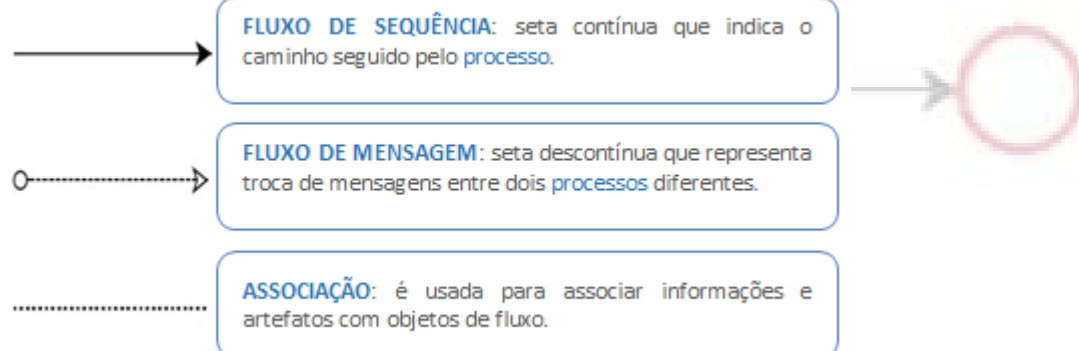 FLUXO DE SEQUÊNCIA: seta contínua que indica o
caminho seguido pelo processo.
FLUXO DE MENSAGEM: seta descontínua que representa
troca de mensagens entre dois processos diferentes.
ASSOCIAÇÃO: é usada para associar informações e
artefatos com objetos de fluxo.